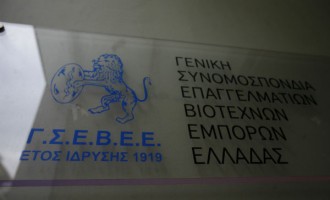 Γ.Σ.Ε.Β.Ε.Ε.
ΕΤΟΣ ΙΔΡΥΣΗΣ 1919
ΓΕΝΙΚΗ
ΣΥΝΟΜΟΣΠΟΝΔΙΑ
ΕΠΑΓΓΕΛΜΑΤΙΩΝ
ΒΙΟΤΕΧΝΩΝ
ΕΜΠΟΡΩΝ
ΕΛΛΑΔΑΣ